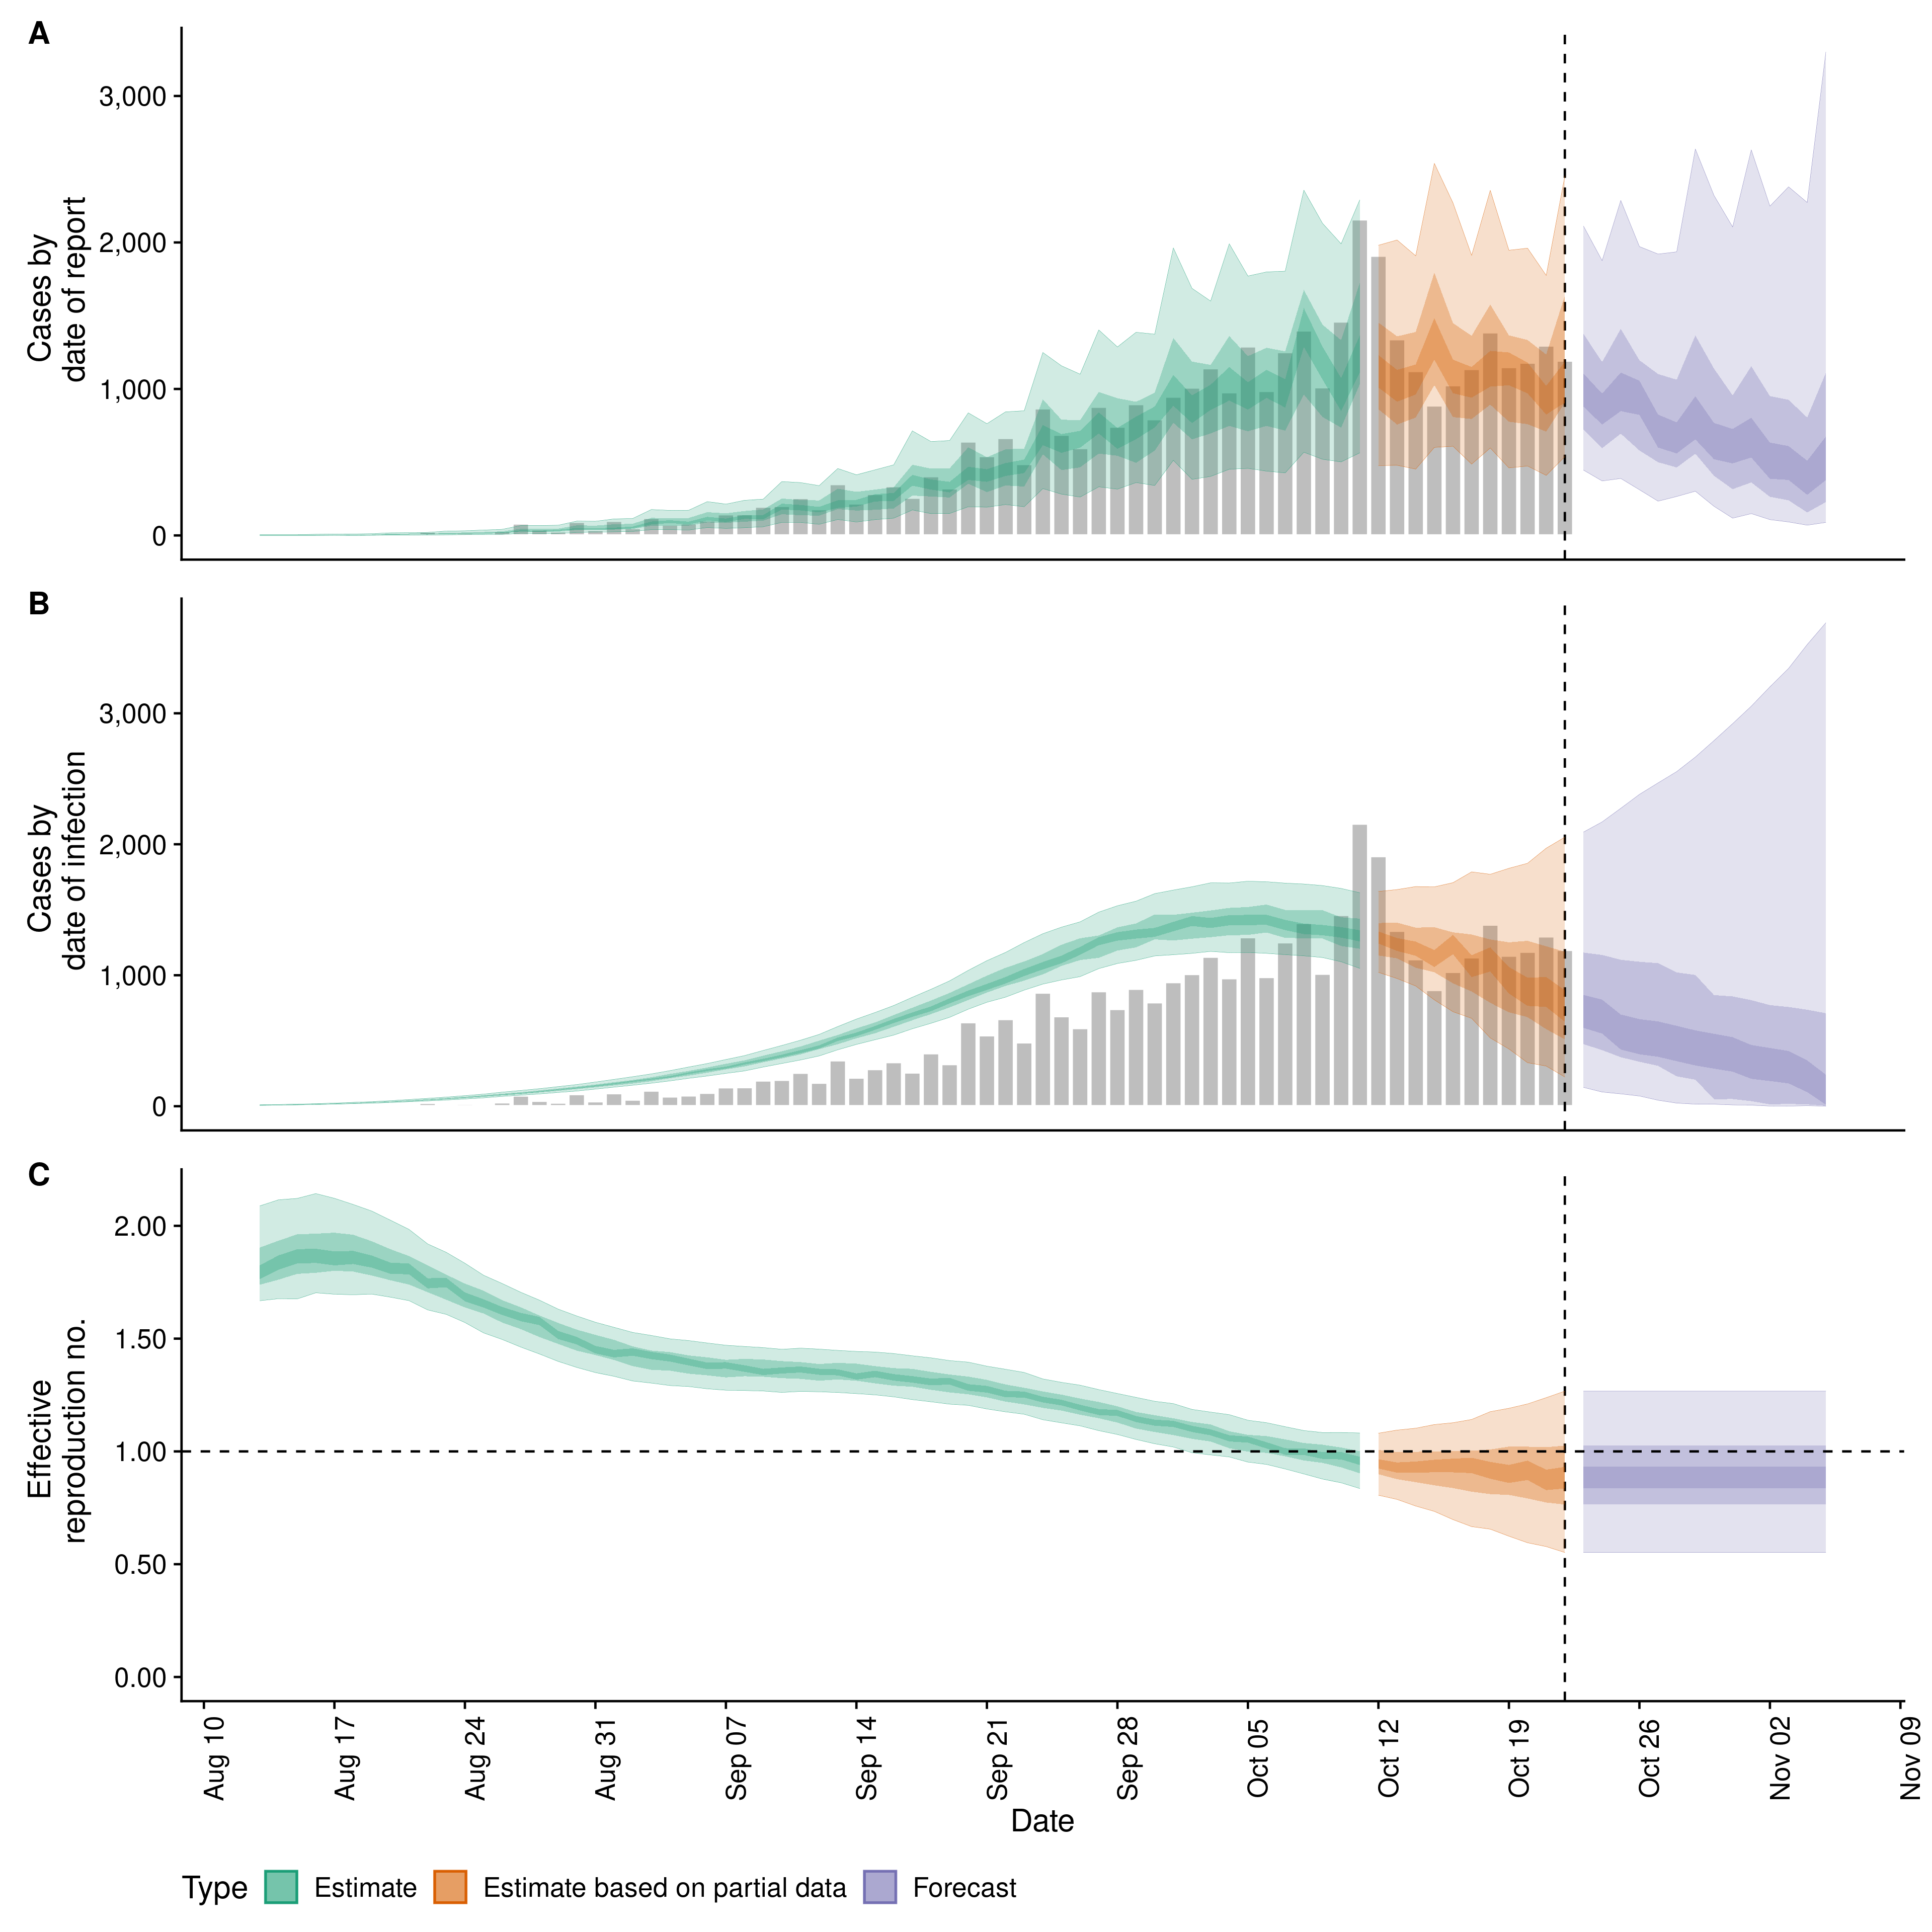 A
Cases by
date of report
3,000
2,000
1,000
0
B
Cases by
date of infection
3,000
2,000
1,000
0
C
Effective
reproduction no.
2.00
1.50
1.00
0.50
0.00
Aug 10
Aug 17
Aug 24
Aug 31
Sep 07
Sep 14
Sep 21
Sep 28
Oct 05
Oct 12
Oct 19
Oct 26
Nov 02
Nov 09
Date
Type Estimate Estimate based on partial data Forecast